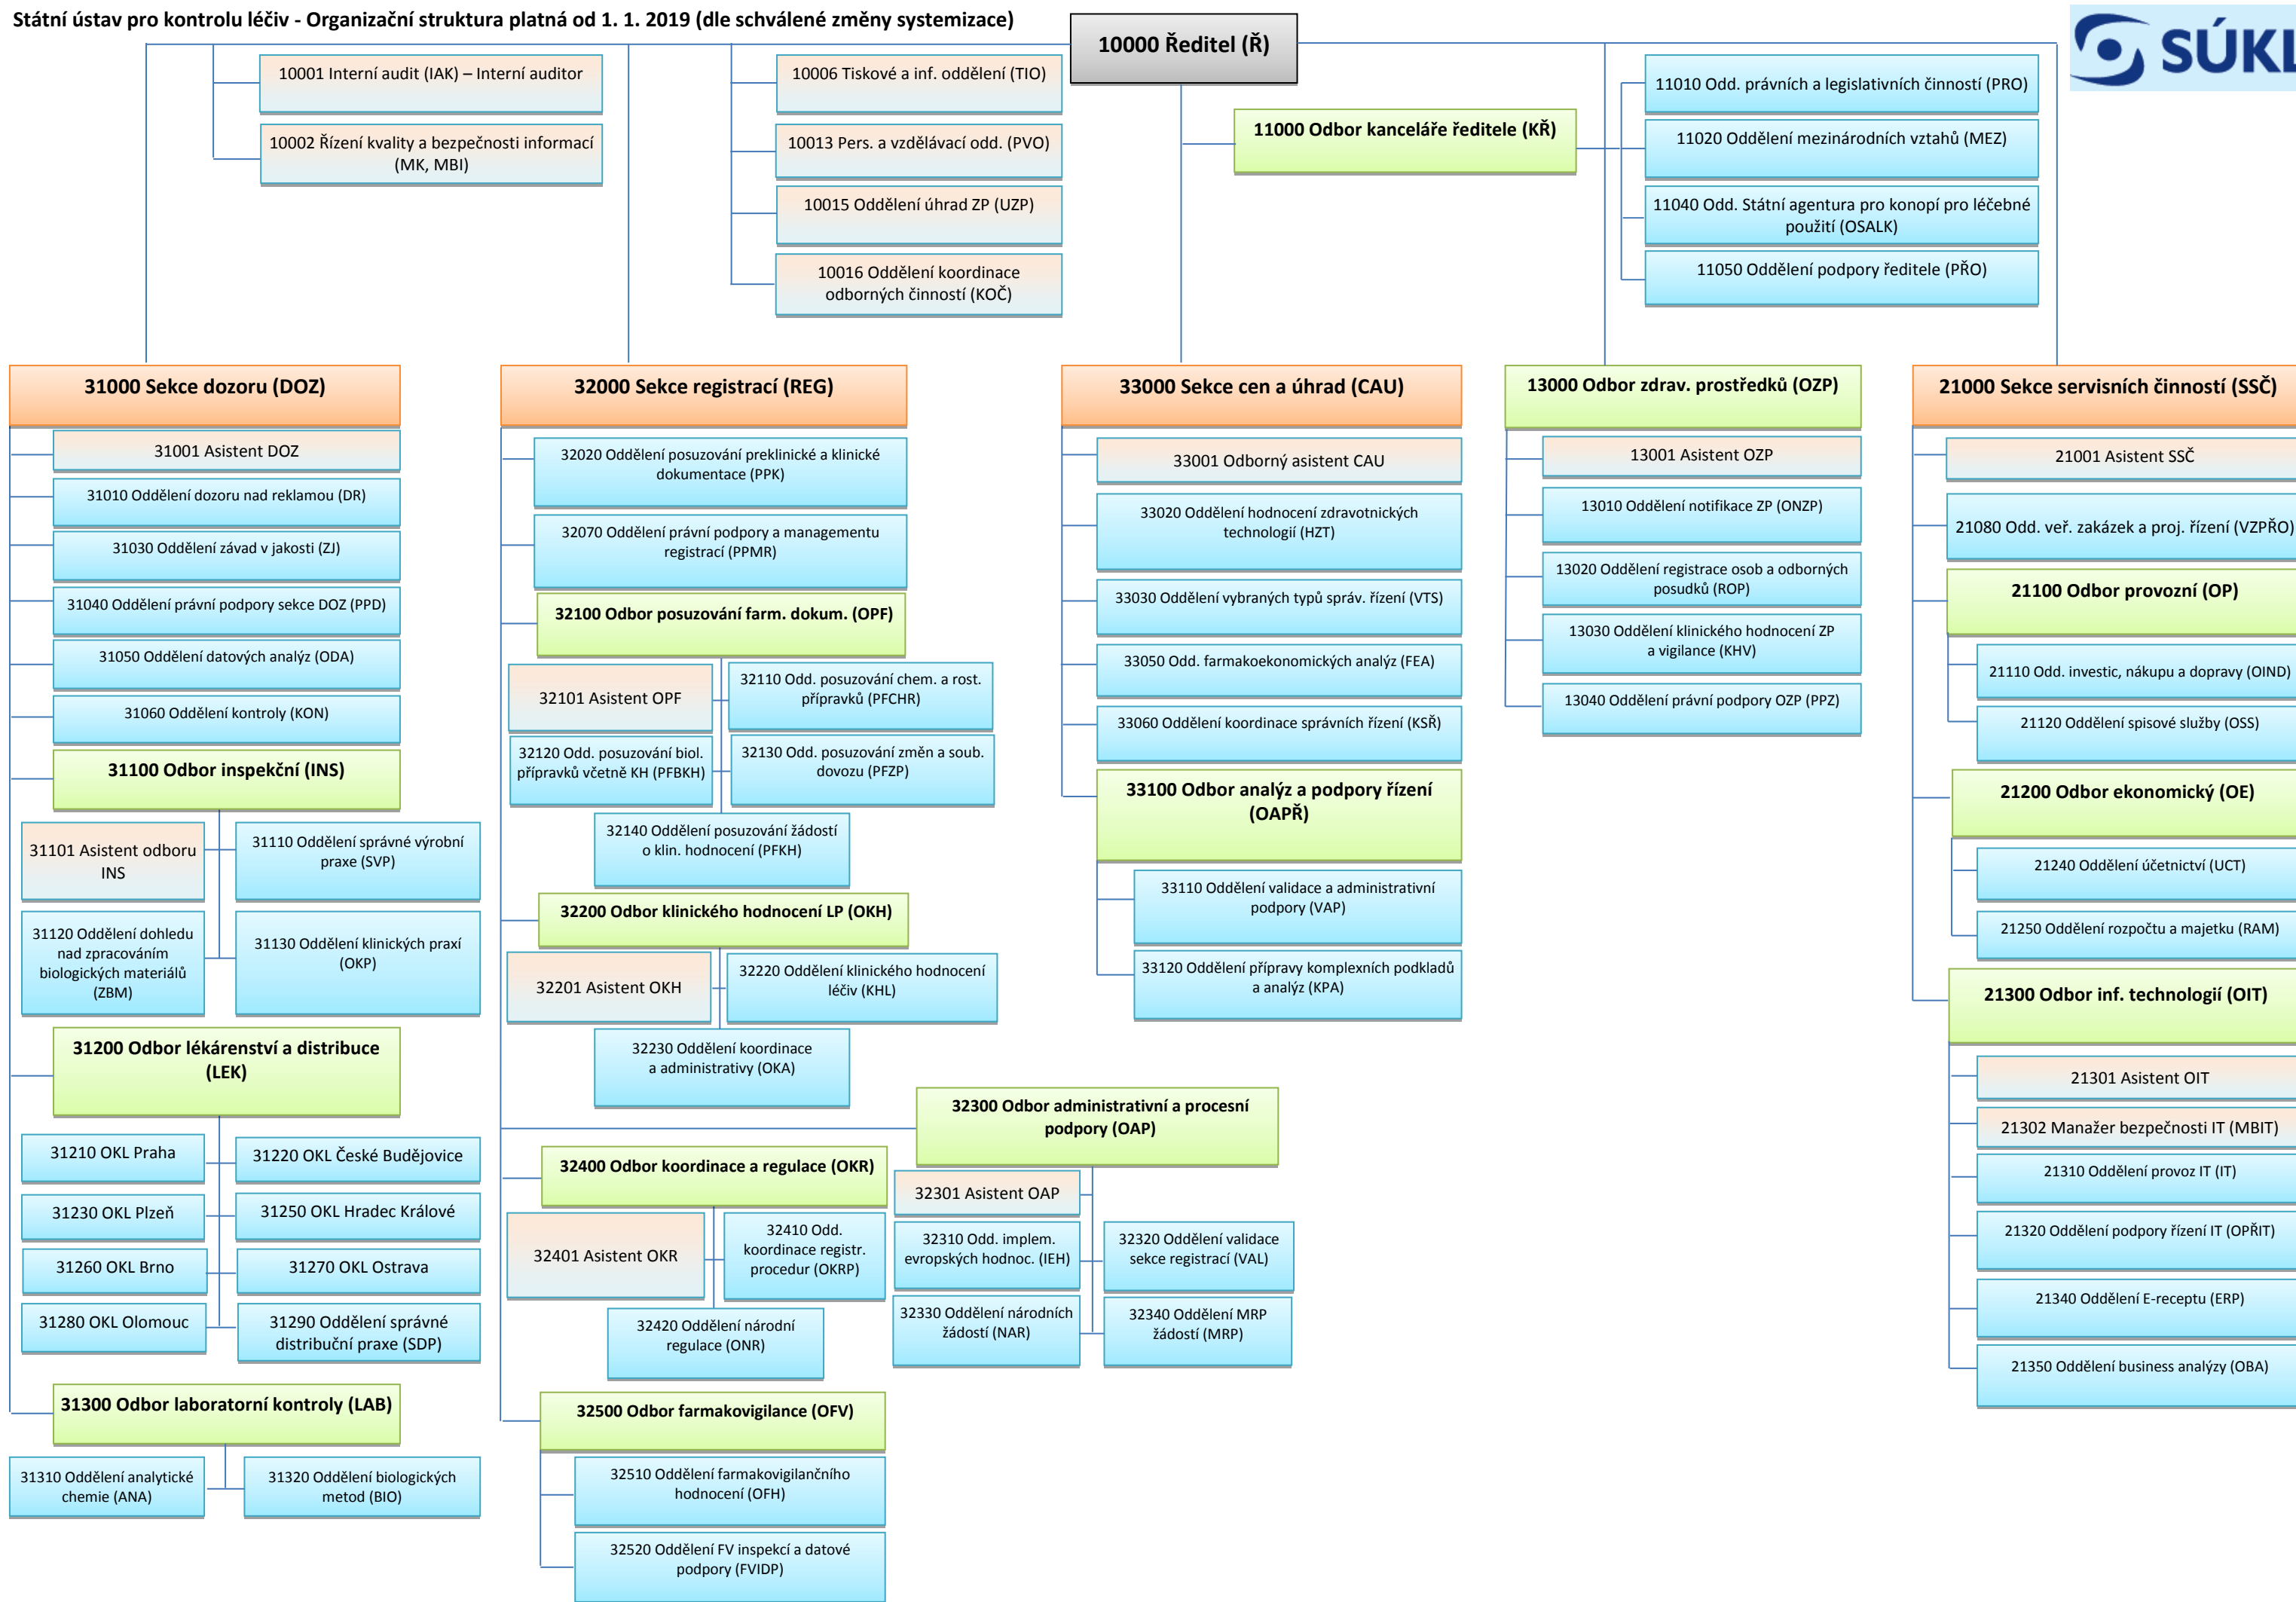 Státní ústav pro kontrolu léčiv - Organizační struktura platná od 1. 1. 2019 (dle schválené změny systemizace)
10000 Ředitel (Ř)
SÚKL
10001 Interní audit (IAK) – Interní auditor
10002 Řízení kvality a bezpečnosti informací
(MK, MBI)
10006 Tiskové a inf. oddělení (TIO)
10013 Pers. a vzdělávací odd. (PVO)
10015 Oddělení úhrad ZP (UZP)
10016 Oddělení koordinace
odborných činností (KOČ)
11000 Odbor kanceláře ředitele (KŘ)
11010 Odd. právních a legislativních činností (PRO)
11020 Oddělení mezinárodních vztahů (MEZ)
11040 Odd. Státní agentura pro konopí pro léčebné
použití (OSALK)
11050 Oddělení podpory ředitele (PŘO)
31000 Sekce dozoru (DOZ)
31001 Asistent DOZ
31010 Oddělení dozoru nad reklamou (DR)
31030 Oddělení závad v jakosti (ZJ)
31040 Oddělení právní podpory sekce DOZ (PPD)
31050 Oddělení datových analýz (ODA)
31060 Oddělení kontroly (KON)
31100 Odbor inspekční (INS)
31101 Asistent odboru
INS
31110 Oddělení správné výrobní
praxe (SVP)
31120 Oddělení dohledu
nad zpracováním
biologických materiálů
(ZBM)
31130 Oddělení klinických praxí
(OKP)
31200 Odbor lékárenství a distribuce
(LEK)
31210 OKL Praha
31220 OKL České Budějovice
31230 OKL Plzeň
31250 OKL Hradec Králové
31260 OKL Brno
31270 OKL Ostrava
31280 OKL Olomouc
31290 Oddělení správné
distribuční praxe (SDP)
31300 Odbor laboratorní kontroly (LAB)
31310 Oddělení analytické
chemie (ANA)
31320 Oddělení biologických
metod (BIO)
32000 Sekce registrací (REG)
32020 Oddělení posuzování preklinické a klinické
dokumentace (PPK)
32070 Oddělení právní podpory a managementu
registrací (PPMR)
32100 Odbor posuzování farm. dokum. (OPF)
32101 Asistent OPF
32110 Odd. posuzování chem. a rost.
přípravků (PFCHR)
32120 Odd. posuzování biol.
přípravků včetně KH (PFBKH)
32130 Odd. posuzování změn a soub.
dovozu (PFZP)
32140 Oddělení posuzování žádostí
o klin. hodnocení (PFKH)
32200 Odbor klinického hodnocení LP (OKH)
32201 Asistent OKH
32220 Oddělení klinického hodnocení
léčiv (KHL)
32230 Oddělení koordinace
a administrativy (OKA)
32300 Odbor administrativní a procesní
podpory (OAP)
32301 Asistent OAP
32310 Odd. implem.
evropských hodnoc. (IEH)
32320 Oddělení validace
sekce registrací (VAL)
32330 Oddělení národních
žádostí (NAR)
32340 Oddělení MRP
žádostí (MRP)
32400 Odbor koordinace a regulace (OKR)
32401 Asistent OKR
32410 Odd.
koordinace registr.
procedur (OKRP)
32420 Oddělení národní
regulace (ONR)
32500 Odbor farmakovigilance (OFV)
32510 Oddělení farmakovigilančního
hodnocení (OFH)
32520 Oddělení FV inspekcí a datové
podpory (FVIDP)
33000 Sekce cen a úhrad (CAU)
33001 Odborný asistent CAU
33020 Oddělení hodnocení zdravotnických
technologií (HZT)
33030 Oddělení vybraných typů správ. řízení (VTS)
33050 Odd. farmakoekonomických analýz (FEA)
33060 Oddělení koordinace správních řízení (KSŘ)
33100 Odbor analýz a podpory řízení
(OAPŘ)
33110 Oddělení validace a administrativní
podpory (VAP)
33120 Oddělení přípravy komplexních podkladů
a analýz (KPA)
13000 Odbor zdrav. prostředků (OZP)
13001 Asistent OZP
13010 Oddělení notifikace ZP (ONZP)
13020 Oddělení registrace osob a odborných
posudků (ROP)
13030 Oddělení klinického hodnocení ZP
a vigilance (KHV)
13040 Oddělení právní podpory OZP (PPZ)
21000 Sekce servisních činností (SSČ)
21001 Asistent SSČ
21080 Odd. veř. zakázek a proj. řízení (VZPŘO)
21100 Odbor provozní (OP)
21110 Odd. investic, nákupu a dopravy (OIND)
21120 Oddělení spisové služby (OSS)
21200 Odbor ekonomický (OE)
21240 Oddělení účetnictví (UCT)
21250 Oddělení rozpočtu a majetku (RAM)
21300 Odbor inf. technologií (OIT)
21301 Asistent OIT
21302 Manažer bezpečnosti IT (MBIT)
21310 Oddělení provoz IT (IT)
21320 Oddělení podpory řízení IT (OPŘIT)
21340 Oddělení E-receptu (ERP)
21350 Oddělení business analýzy (OBA)